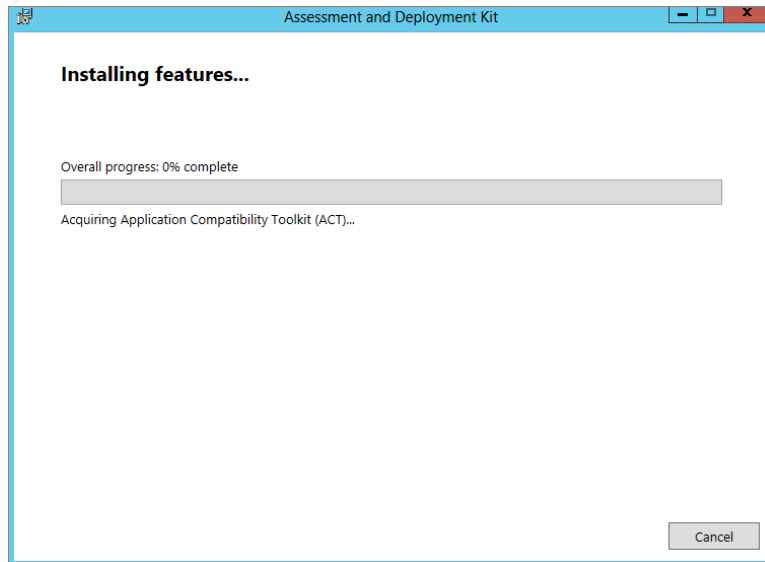 Assessment and Deployment Kit
Installing features...
Overall progress: 0% complete
Acquiring Application Compatibility Toolkit (ACT)...
Cancel